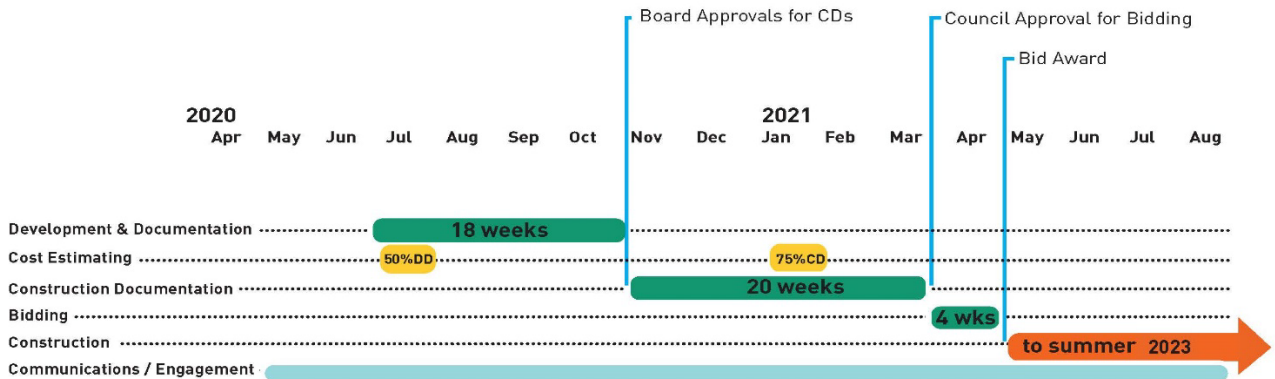 Board Approvals for CDs
Council Approval for Bidding
Bid Award
2020
2021
Apr May Jun Jul Aug Sep Oct Nov Dec Jan Feb Mar Apr May Jun Jul Aug
Development & Documentation 18 weeks
Cost Estimating 50%DD 75%CD
Construction Documentation 20 weeks
Bidding 4 wks
Construction to summer 2023
Communications / Engagement